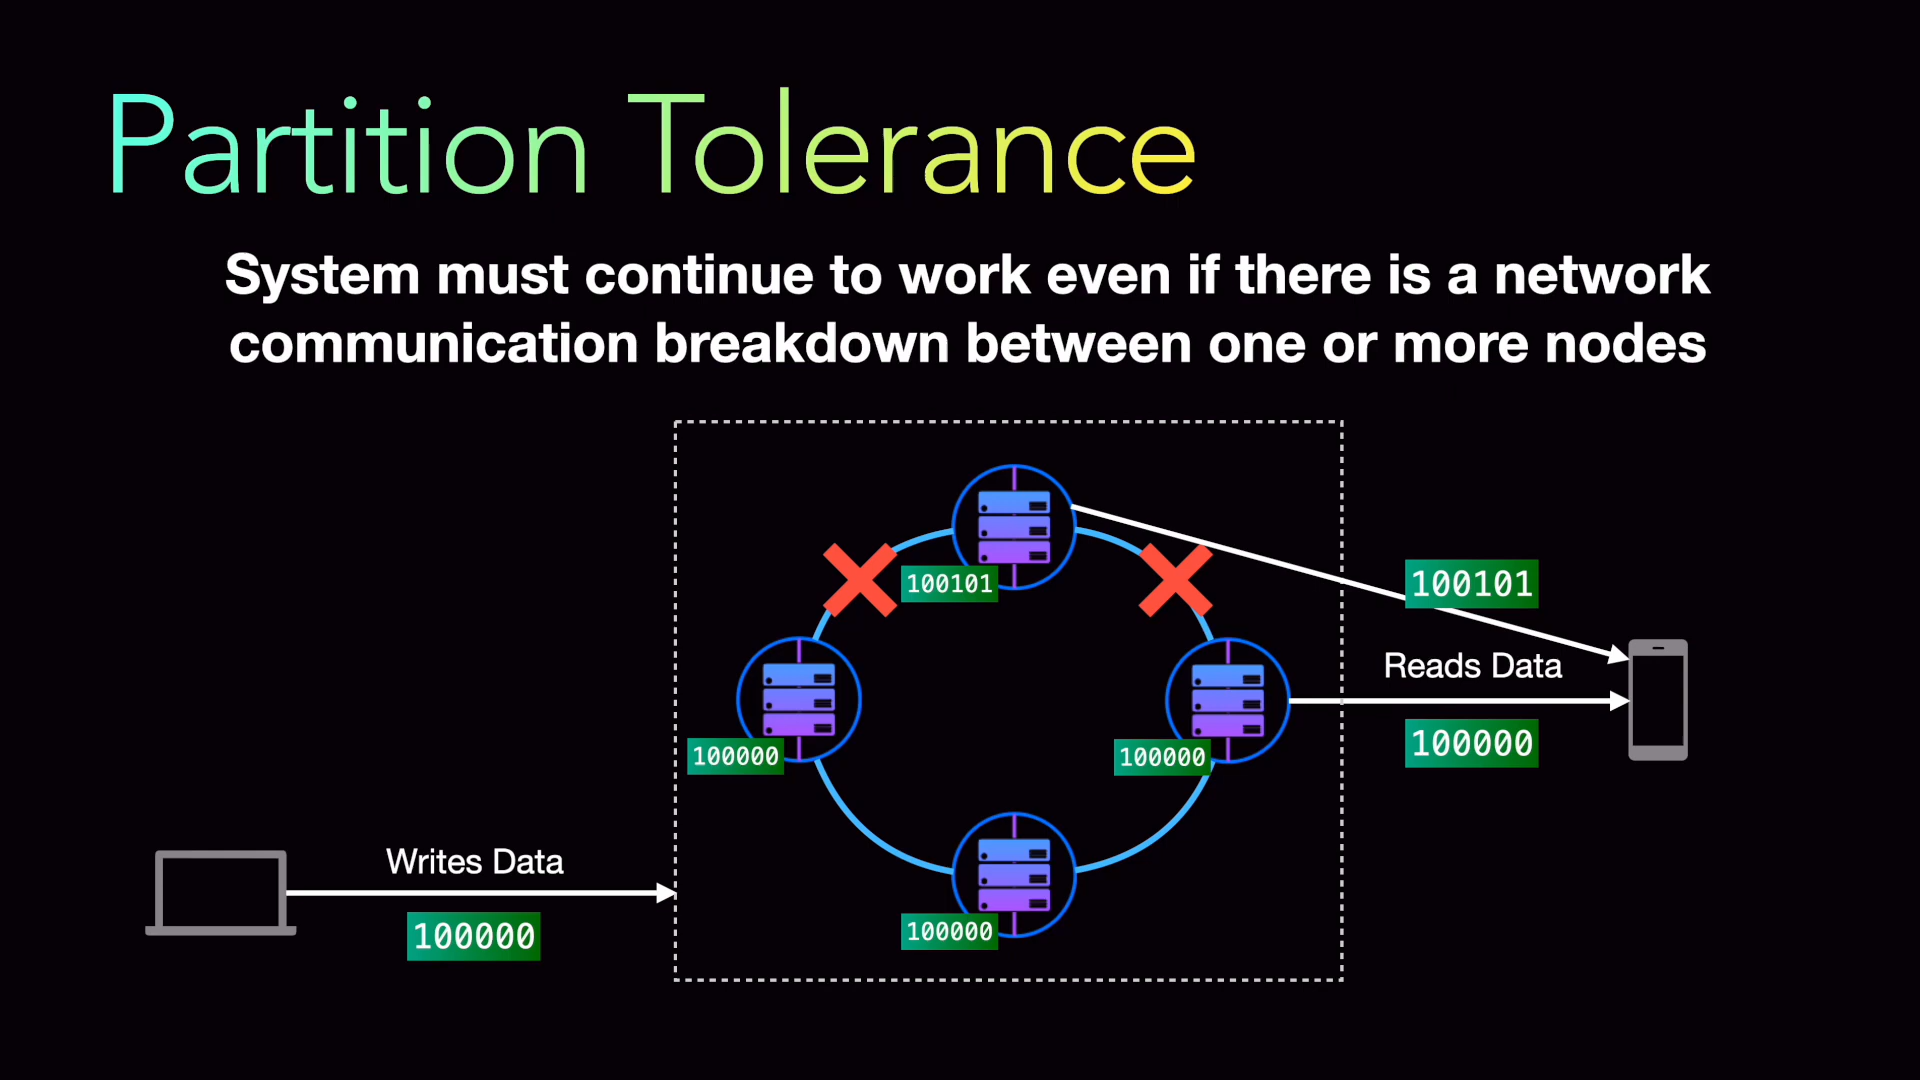 Partition Tolerance
System must continue to work even if there is a network
communication breakdown between one or more nodes
100101
100101
Reads Data
100000
100000
100000
Writes Data
100000
100000